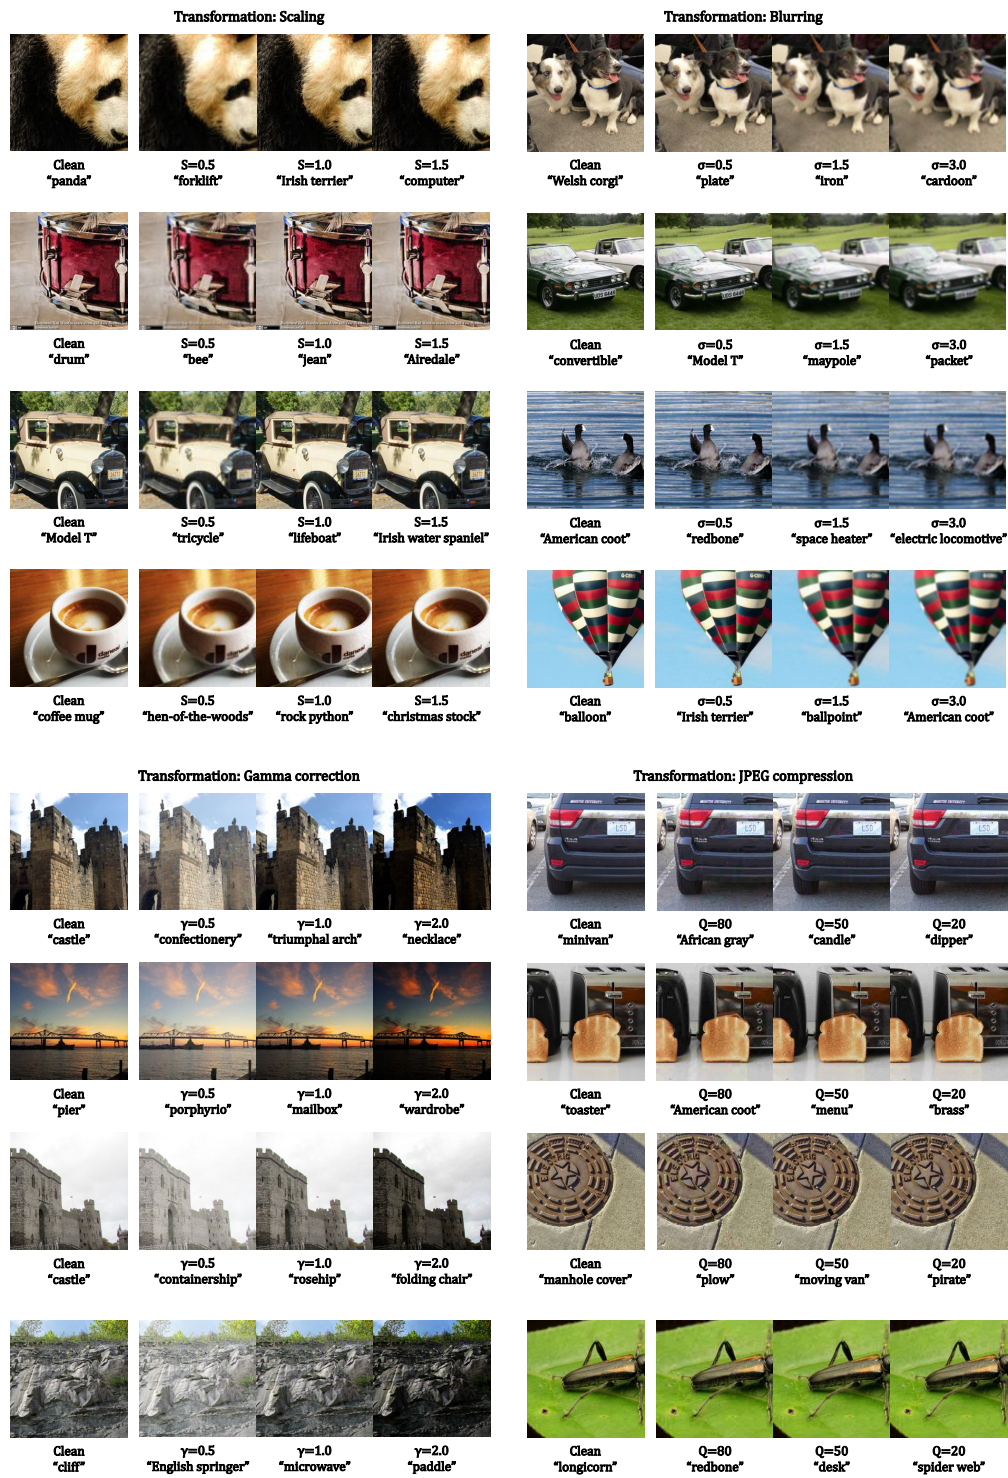 Transformation: Scaling
Clean
“panda”
S=0.5
“forklift”
S=1.0
“Irish terrier”
S=1.5
“computer”
Clean
“drum”
S=0.5
“bee”
S=1.0
“jean”
S=1.5
“Airedale”
Clean
“Model T”
S=0.5
“tricycle”
S=1.0
“lifeboat”
S=1.5
“Irish water spaniel”
danesi
Clean
“coffee mug”
S=0.5
“hen-of-the-woods”
S=1.0
“rock python”
S=1.5
“christmas stock”
Transformation: Blurring
Clean
“Welsh corgi”
σ=0.5
“plate”
σ=1.5
“iron”
σ=3.0
“cardoon”
Clean
“convertible”
σ=0.5
“Model T”
σ=1.5
“maypole”
σ=3.0
“packet”
Clean
“American coot”
σ=0.5
“redbone”
σ=1.5
“space heater”
σ=3.0
“electric locomotive”
Clean
“balloon”
σ=0.5
“Irish terrier”
σ=1.5
“ballpoint”
σ=3.0
“American coot”
Transformation: Gamma correction
Clean
“castle”
γ=0.5
“confectionery”
γ=1.0
“triumphal arch”
γ=2.0
“necklace”
Clean
“pier”
γ=0.5
“porphyrio”
γ=1.0
“mailbox”
γ=2.0
“wardrobe”
Clean
“castle”
γ=0.5
“containership”
γ=1.0
“rosehip”
γ=2.0
“folding chair”
Clean
“cliff”
γ=0.5
“English springer”
γ=1.0
“microwave”
γ=2.0
“paddle”
Transformation: JPEG compression
LSD
Clean
“minivan”
Q=80
“African gray”
Q=50
“candle”
Q=20
“dipper”
Clean
“toaster”
Q=80
“American coot”
Q=50
“menu”
Q=20
“brass”
Clean
“manhole cover”
Q=80
“plow”
Q=50
“moving van”
Q=20
“pirate”
Clean
“longicorn”
Q=80
“redbone”
Q=50
“desk”
Q=20
“spider web”